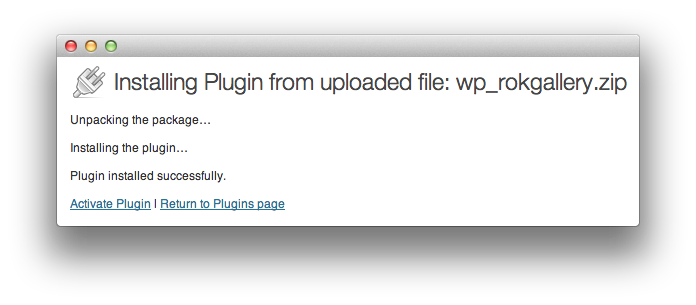 Installing Plugin from uploaded file: wp_rokgallery.zip
Unpacking the package…
Installing the plugin…
Plugin installed successfully.
Activate Plugin | Return to Plugins page